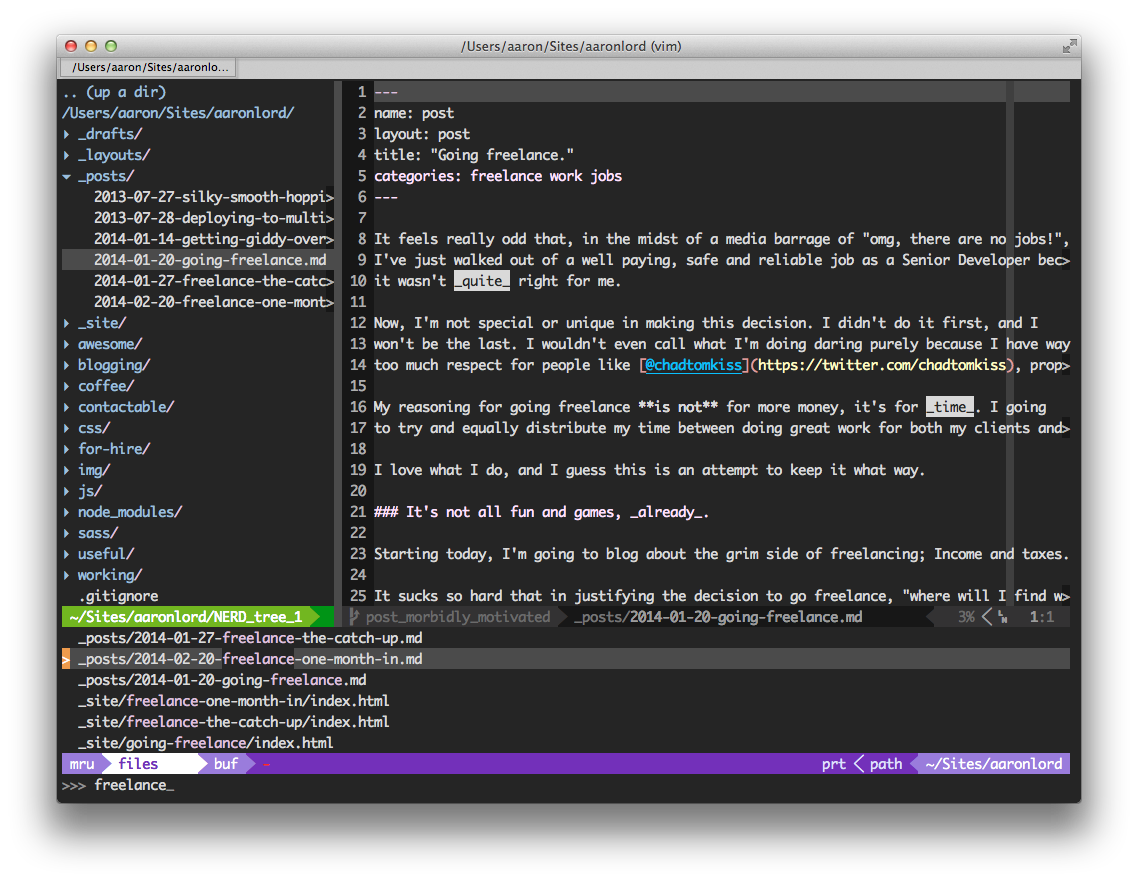 /Users/aaron/Sites/aaronlord (vim)
/Users/aaron/Sites/aaronlo...
.. (up a dir)
/Users/aaron/Sites/aaronlord/
_drafts/
_layouts/
_posts/
2013-07-27-silky-smooth-hoppi>
2013-07-28-deploying-to-multi>
2014-01-14-getting-giddy-over>
2014-01-20-going-freelance.md
2014-01-27-freelance-the-catc>
2014-02-20-freelance-one-mont>
_site/
awesome/
blogging/
coffee/
contactable/
css/
for-hire/
img/
js/
node_modules/
sass/
useful/
working/
.gitignore
~/Sites/aaronlord/NERD_tree_1
1 ---
2 name: post
3 layout: post
4 title: "Going freelance."
5 categories: freelance work jobs
6 ---
7
8 It feels really odd that, in the midst of a media barrage of "omg, there are no jobs!",
9 I've just walked out of a well paying, safe and reliable job as a Senior Developer bec>
10 it wasn't _quite_ right for me.
11
12 Now, I'm not special or unique in making this decision. I didn't do it first, and I
13 won't be the last. I wouldn't even call what I'm doing daring purely because I have way
14 too much respect for people like [@chadtomkiss](https://twitter.com/chadtomkiss), prop>
15
16 My reasoning for going freelance **is not** for more money, it's for _time_. I going
17 to try and equally distribute my time between doing great work for both my clients and>
18
19 I love what I do, and I guess this is an attempt to keep it what way.
20
21 ### It's not all fun and games, _already_.
22
23 Starting today, I'm going to blog about the grim side of freelancing; Income and taxes.
24
25 It sucks so hard that in justifying the decision to go freelance, "where will I find w>
post_morbidly_motivated _posts/2014-01-20-going-freelance.md 3% 1:1
_posts/2014-01-27-freelance-the-catch-up.md
> _posts/2014-02-20-freelance-one-month-in.md
_posts/2014-01-20-going-freelance.md
_site/freelance-one-month-in/index.html
_site/freelance-the-catch-up/index.html
_site/going-freelance/index.html
mru files buf - prt < path ~/Sites/aaronlord
>>> freelance_